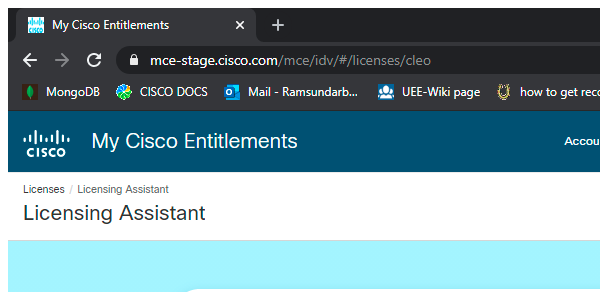 My Cisco Entitlements
mce-stage.cisco.com/mce/idv/#/licenses/cleo
MongoDB CISCO DOCS Mail - Ramsundarb... UEE-Wiki page how to get reco
CISCO My Cisco Entitlements Accou
Licenses / Licensing Assistant
Licensing Assistant